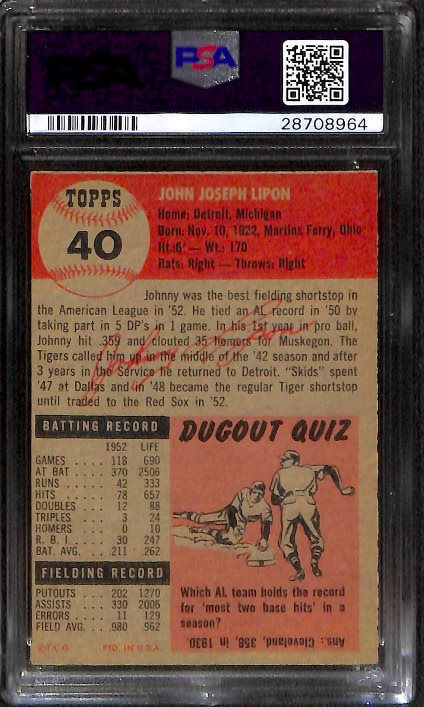 PSA
PSA
28708964
TOPPS
40
JOHN JOSEPH LIPON
Home: Detroit, Michigan
Born: Nov. 10, 1922, Martins Ferry, Ohio
Ht.: 6' — Wt.: 170
Bats: Right — Throws: Right
Johnny was the best fielding shortstop in
the American League in '52. He tied an AL record in '50 by
taking part in 5 DP's in 1 game. In his 1st year in pro ball,
Johnny hit .359 and clouted 35 homers for Muskegon. The
Tigers called him up in the middle of the '42 season and after
3 years in the Service he returned to Detroit. "Skids" spent
'47 at Dallas and in '48 became the regular Tiger shortstop
until traded to the Red Sox in '52.
BATTING RECORD
1952 LIFE
GAMES .... 118 690
AT BAT .... 370 2506
RUNS .... 42 333
HITS .... 78 657
DOUBLES ... 12 88
TRIPLES ... 3 24
HOMERS ... 0 10
R. B. I. .... 30 247
BAT. AVG. .. .211 .262
FIELDING RECORD
PUTOUTS ... 202 1270
ASSISTS ... 330 2006
ERRORS ... 11 129
FIELD AVG. .. .980 .962
©T.C.G. PTD. IN U.S.A.
DUGOUT QUIZ
Which AL team holds the record
for 'most two base hits' in a
season?
Ans.: Cleveland, 358, in 1930.